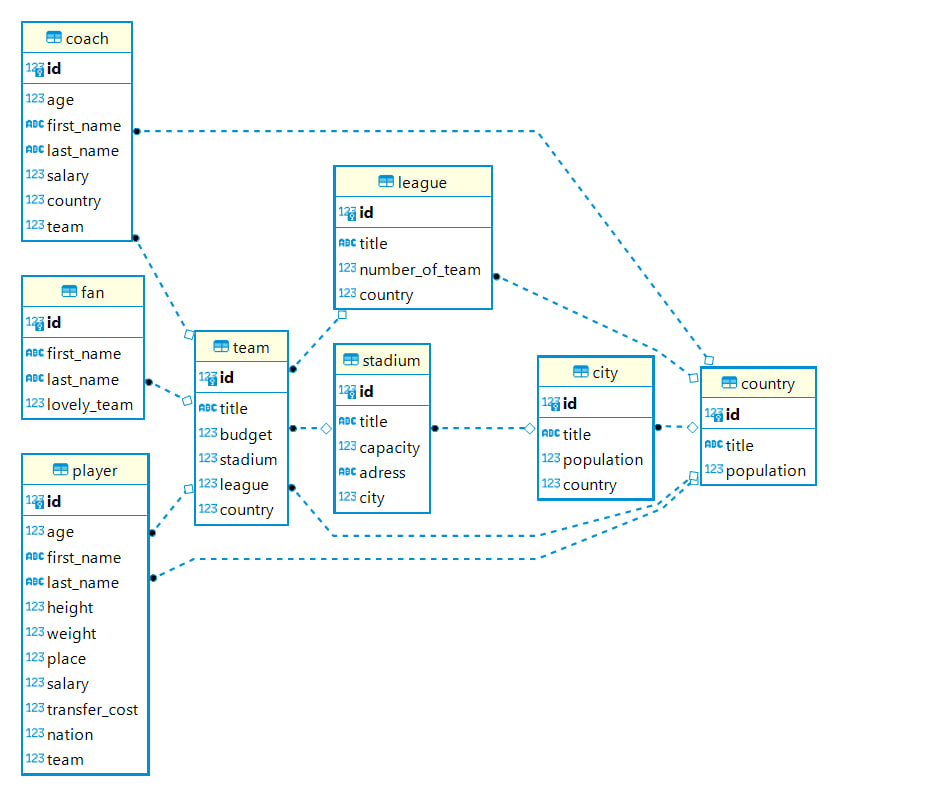 coach
123 id
123 age
ABC first_name
ABC last_name
123 salary
123 country
123 team
fan
123 id
ABC first_name
ABC last_name
123 lovely_team
player
123 id
123 age
ABC first_name
ABC last_name
123 height
123 weight
123 place
123 salary
123 transfer_cost
123 nation
123 team
team
123 id
ABC title
123 budget
123 stadium
123 league
123 country
league
123 id
ABC title
123 number_of_team
123 country
stadium
123 id
ABC title
123 capacity
ABC adress
123 city
city
123 id
ABC title
123 population
123 country
country
123 id
ABC title
123 population